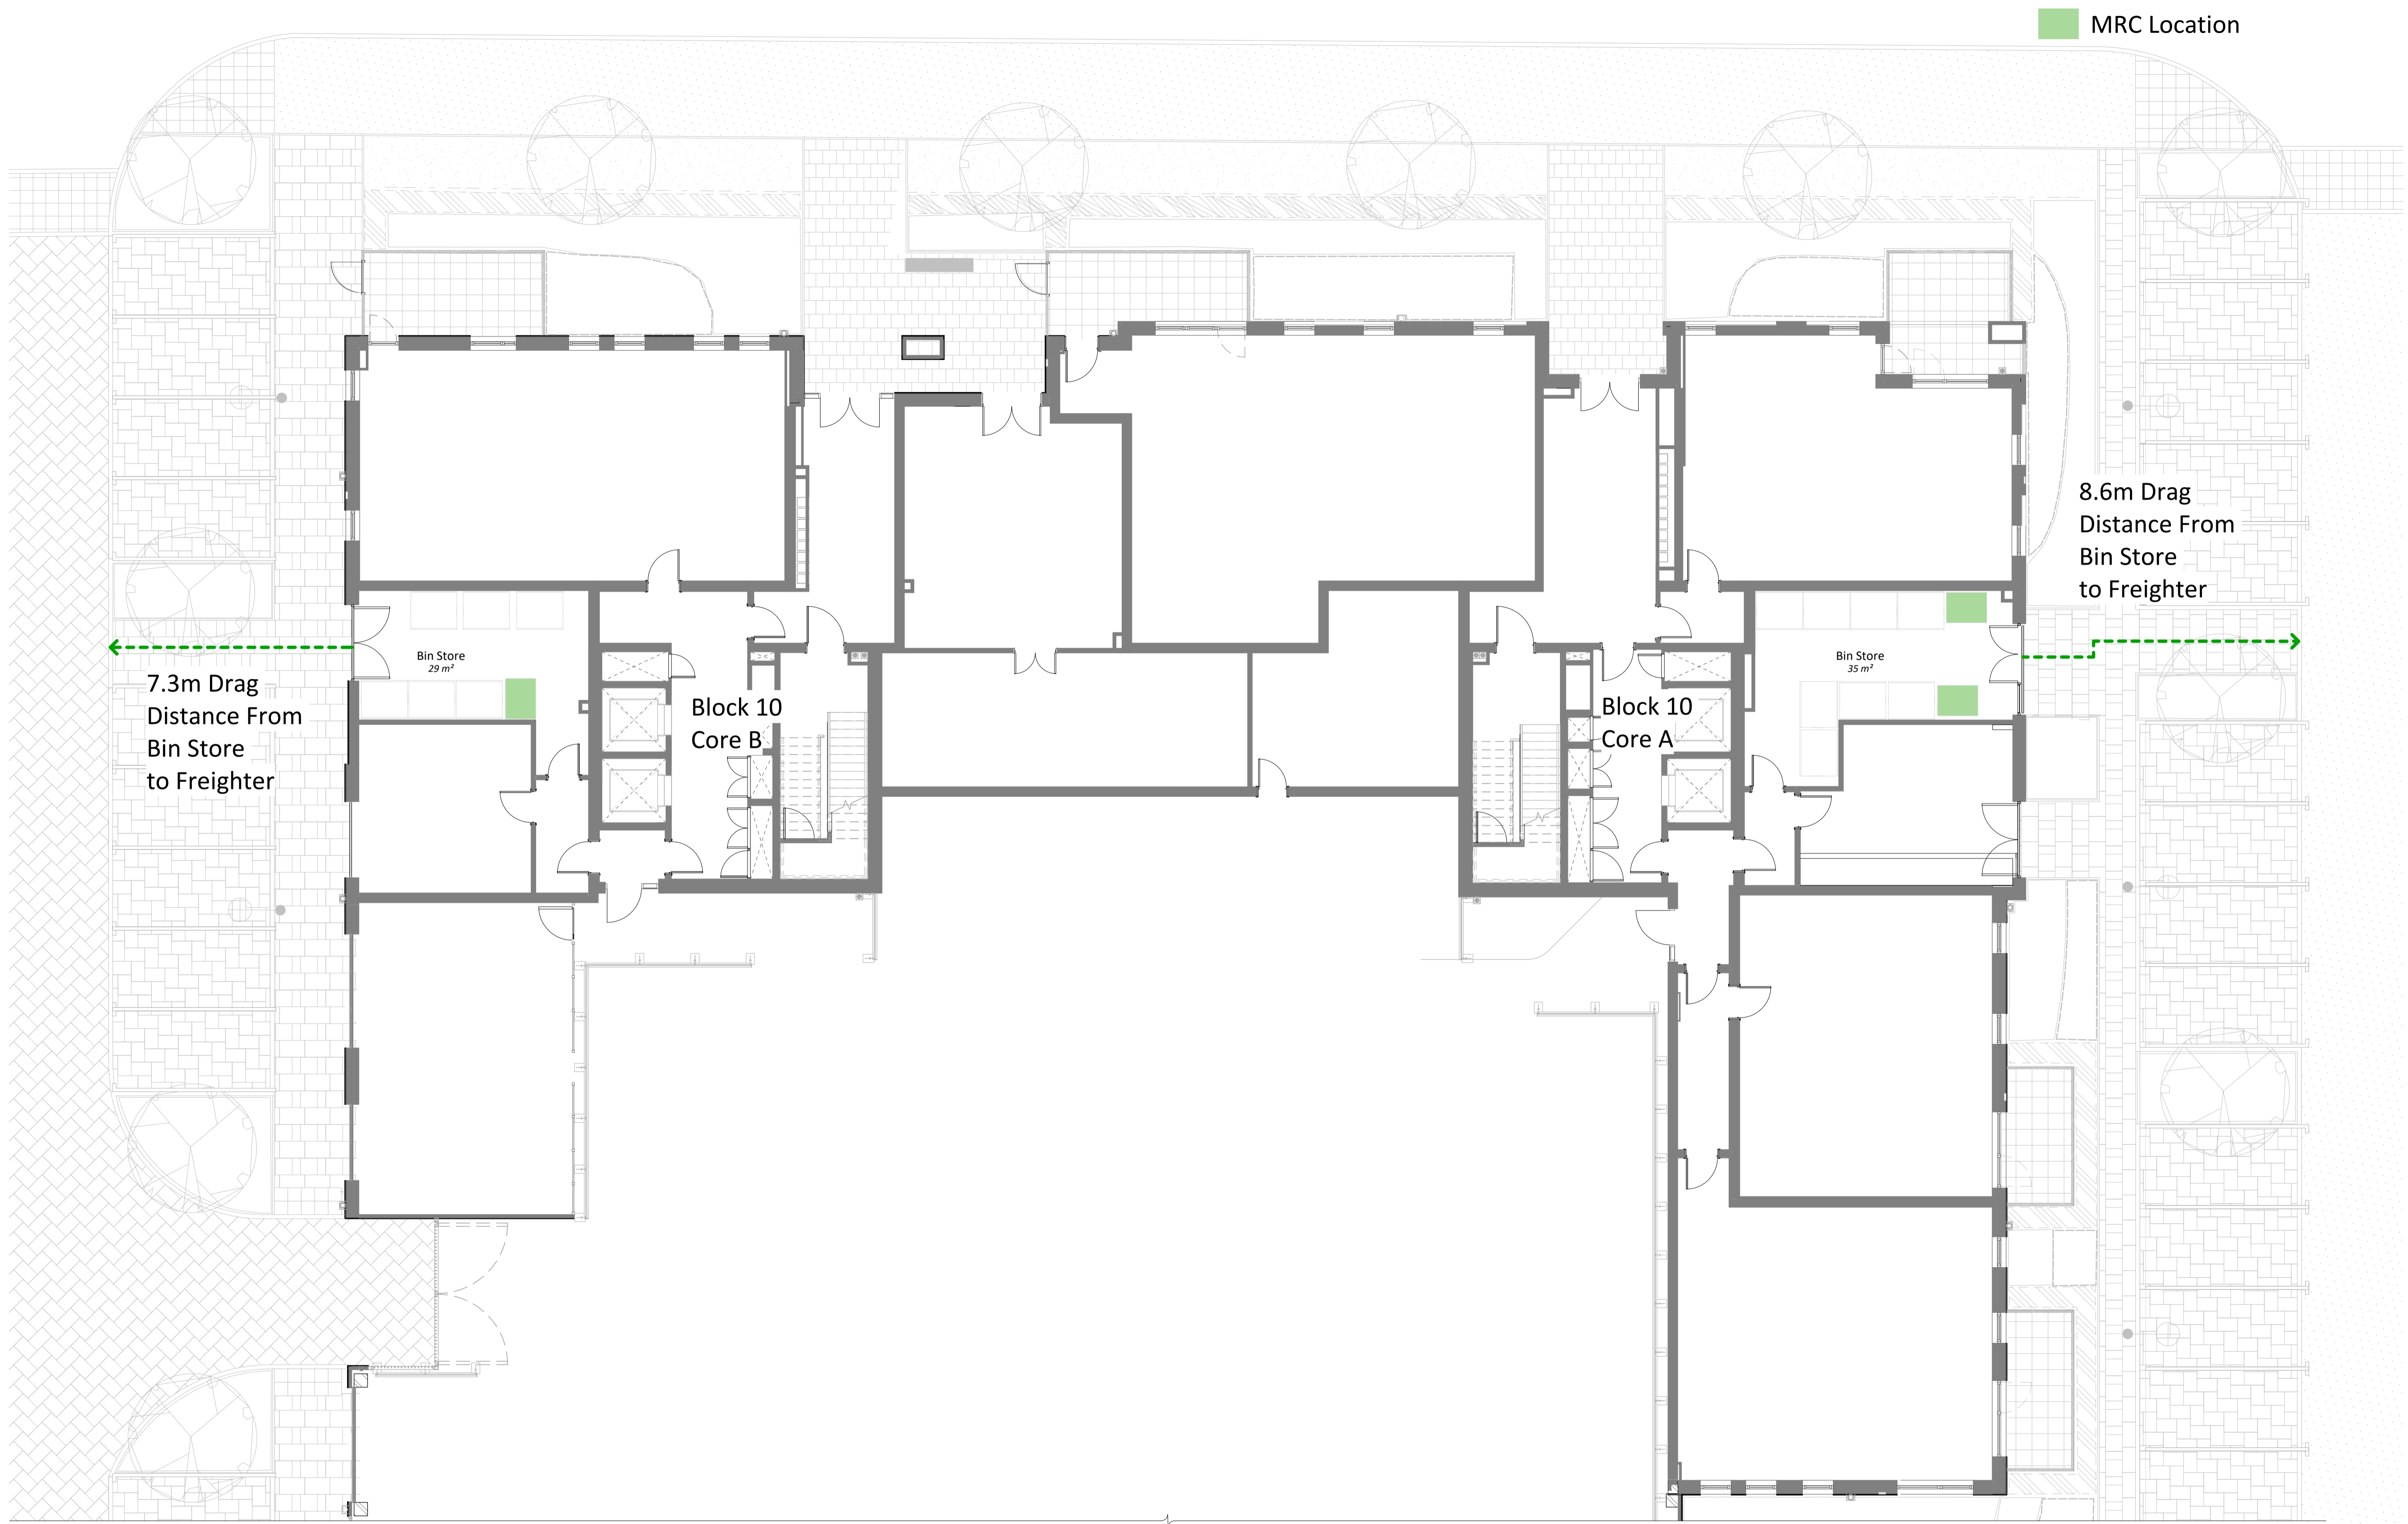 MRC Location
8.6m Drag
Distance From
Bin Store
to Freighter
Bin Store
29 m²
Bin Store
35 m²
7.3m Drag
Distance From
Bin Store
to Freighter
Block 10
Core B
Block 10
Core A